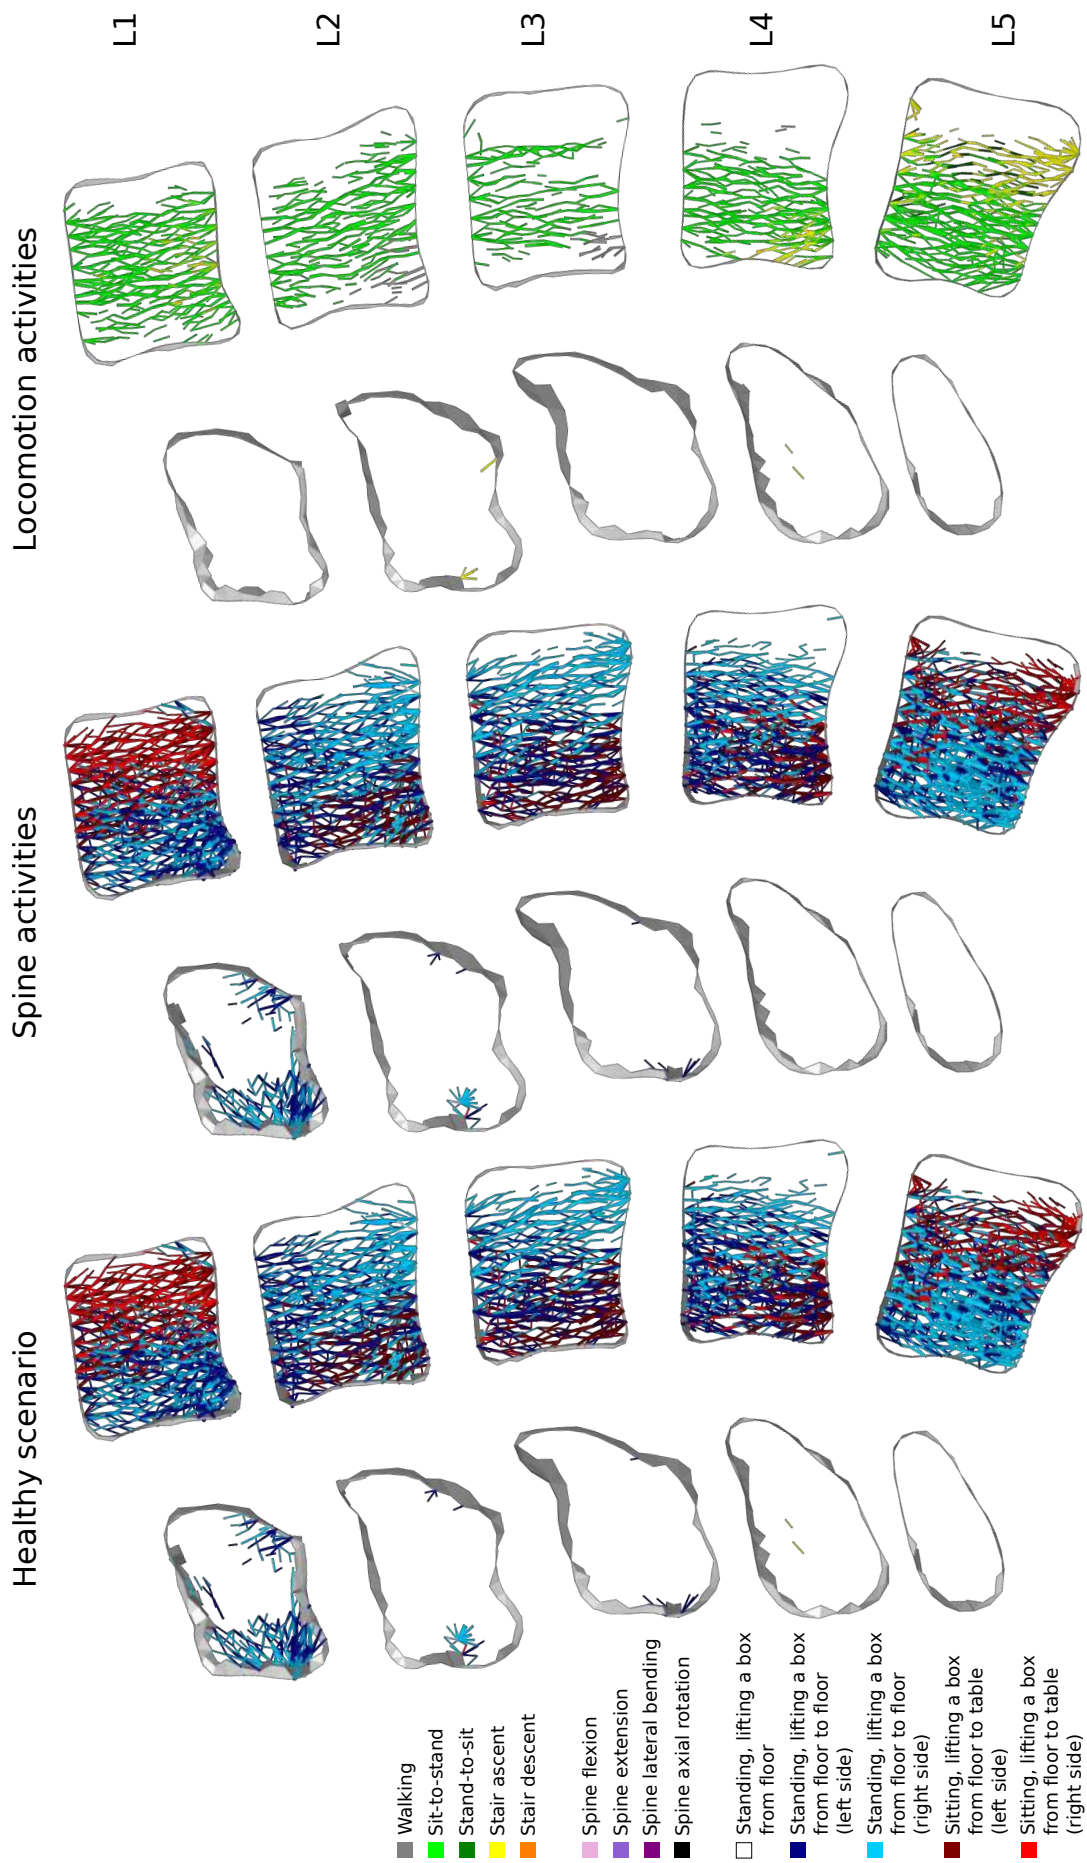 Healthy scenario
Spine activities
Locomotion activities
L1
L2
L3
L4
L5
Walking
Sit-to-stand
Stand-to-sit
Stair ascent
Stair descent
Spine flexion
Spine extension
Spine lateral bending
Spine axial rotation
Standing, lifting a box
from floor
Standing, lifting a box
from floor to floor
(left side)
Standing, lifting a box
from floor to floor
(right side)
Sitting, lifting a box
from floor to table
(left side)
Sitting, lifting a box
from floor to table
(right side)